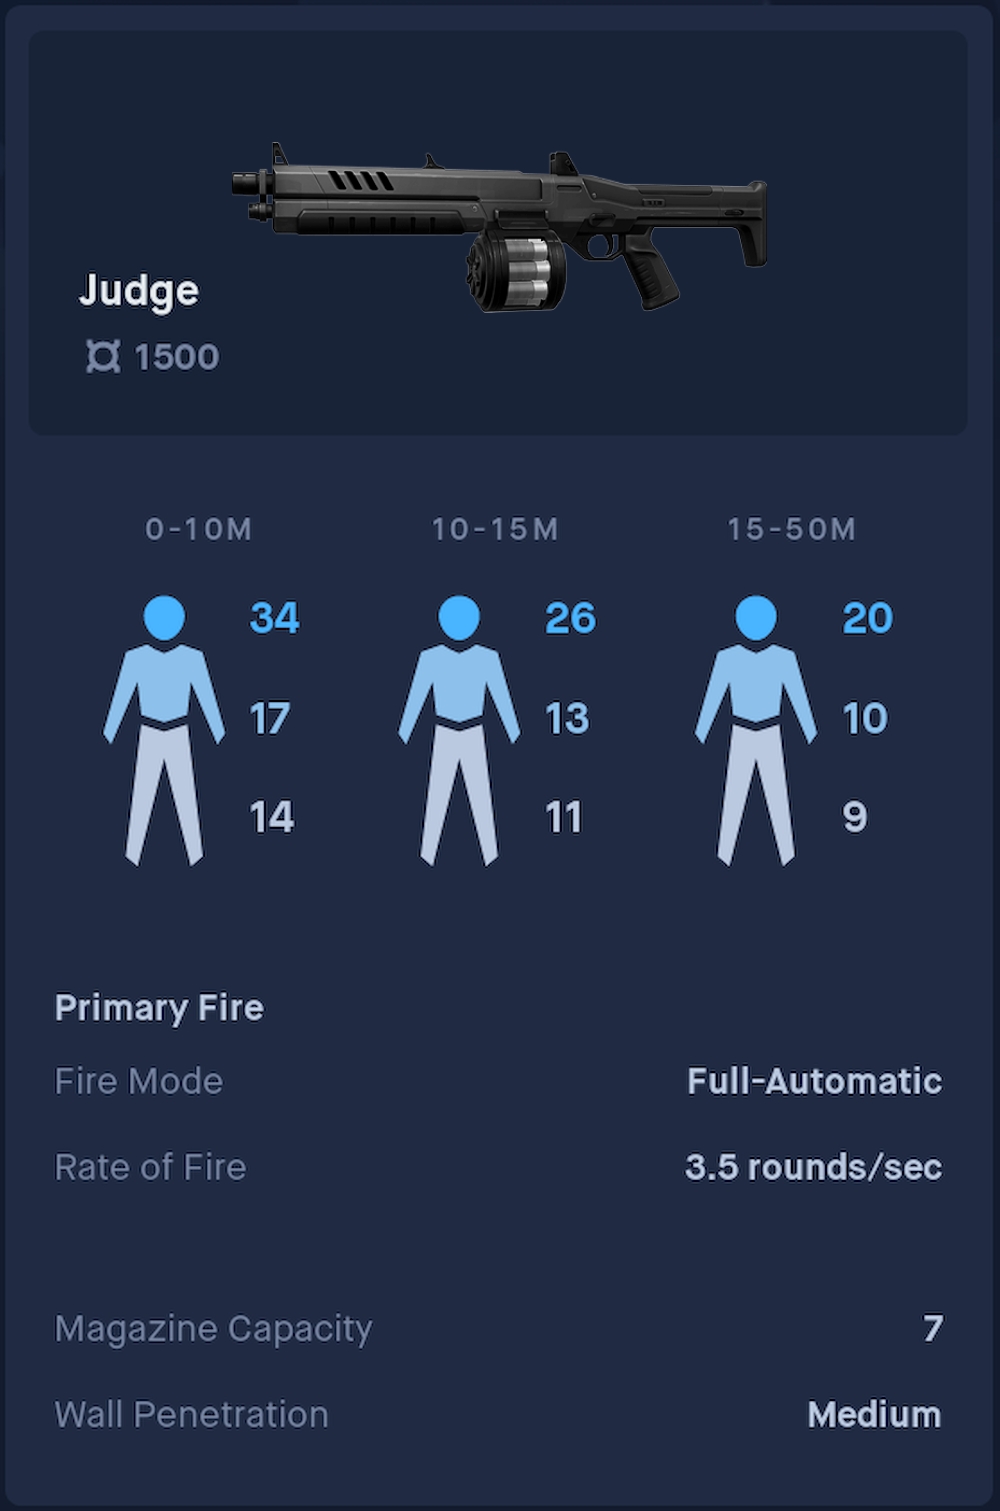 Judge
¤ 1500
0-10M 10-15M 15-50M
34 26 20
17 13 10
14 11 9
Primary Fire
Fire Mode Full-Automatic
Rate of Fire 3.5 rounds/sec
Magazine Capacity 7
Wall Penetration Medium